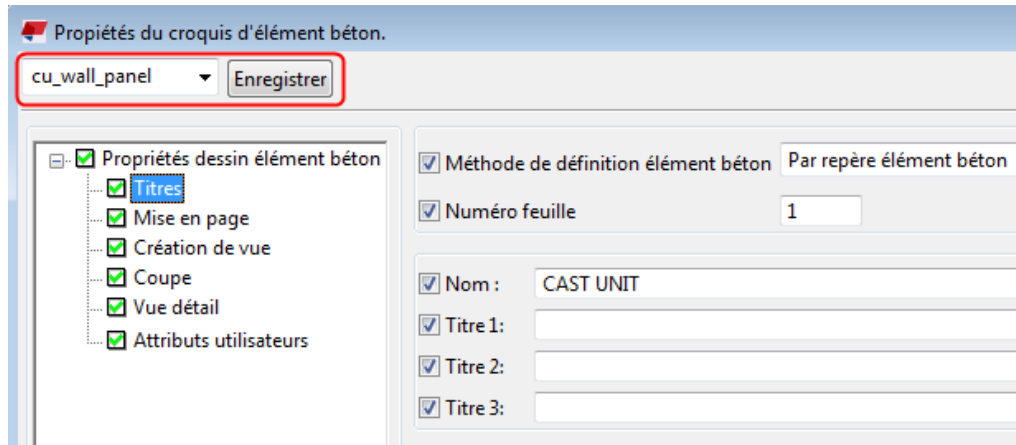 Propiétés du croquis d'élément béton.
cu_wall_panel Enregistrer
Propriétés dessin élément béton
Titres
Mise en page
Création de vue
Coupe
Vue détail
Attributs utilisateurs
Méthode de définition élément béton Par repère élément béton
Numéro feuille 1
Nom : CAST UNIT
Titre 1:
Titre 2:
Titre 3: